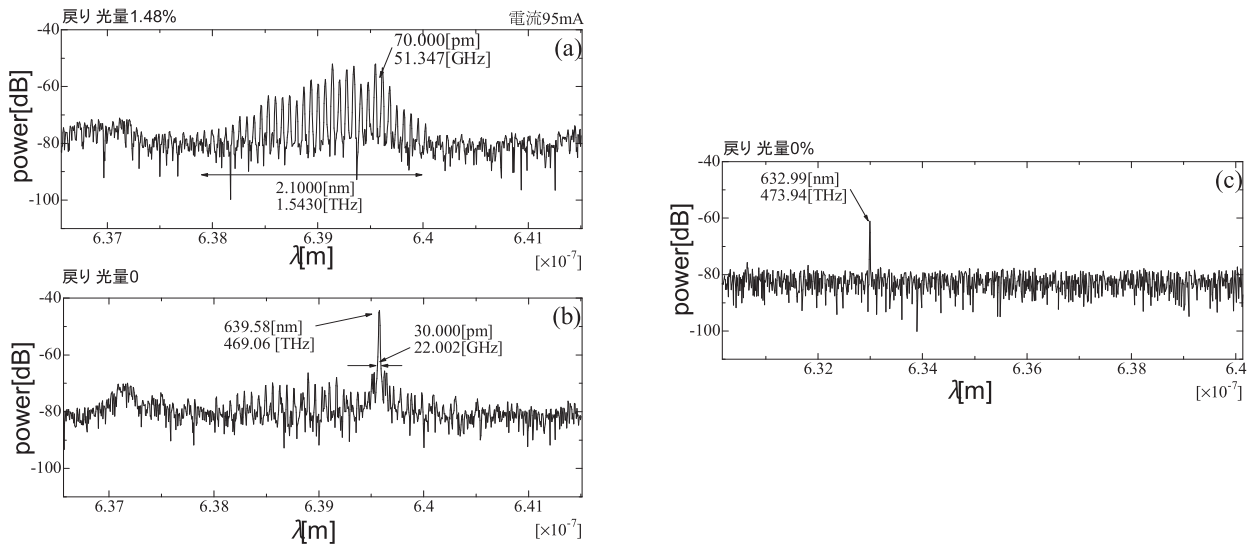 戻り 光量1.48%
電流95mA
(a)
70.000[pm]
51.347[GHz]
-40
-60
-80
-100
power[dB]
2.1000[nm]
1.5430[THz]
6.37 6.38 6.39 6.4 6.41
λ[m]
[×10⁻⁷]
戻り 光量0
(b)
639.58[nm]
469.06 [THz]
30.000[pm]
22.002[GHz]
-40
-60
-80
-100
power[dB]
6.37 6.38 6.39 6.4 6.41
λ[m]
[×10⁻⁷]
戻り 光量0%
(c)
632.99[nm]
473.94[THz]
-40
-60
-80
-100
power[dB]
6.32 6.34 6.36 6.38 6.4
λ[m]
[×10⁻⁷]